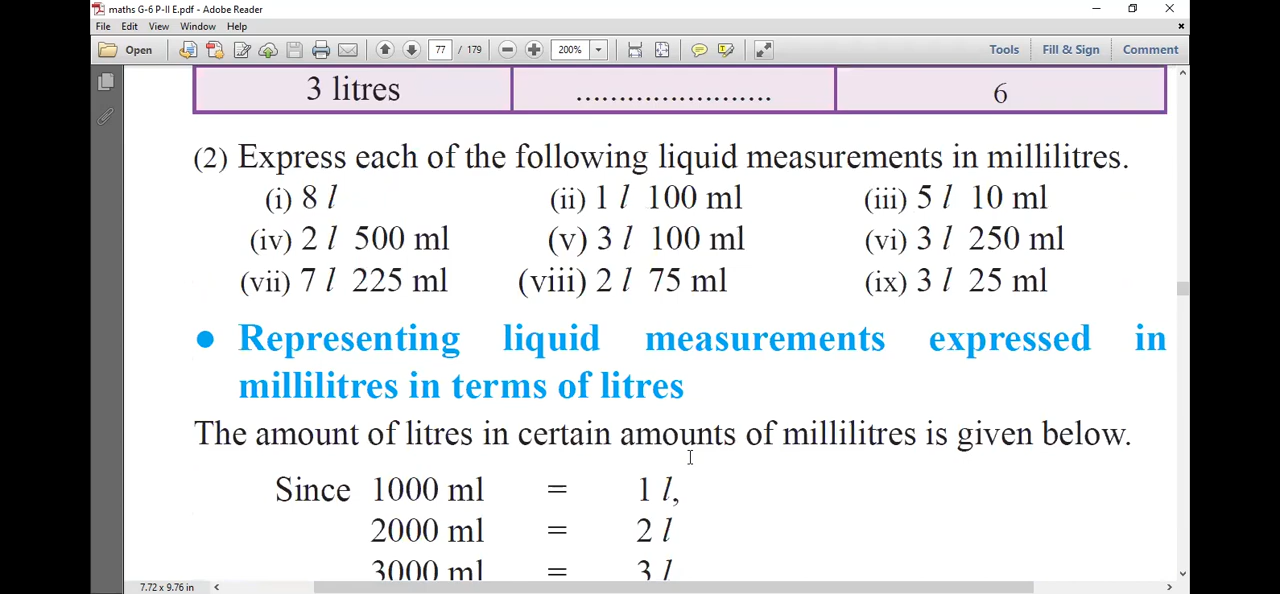 maths G-6 P-II E.pdf - Adobe Reader
File Edit View Window Help
Open 77 / 179 200% Tools Fill & Sign Comment
3 litres ....................... 6
(2) Express each of the following liquid measurements in millilitres.
(i) 8 l (ii) 1 l 100 ml (iii) 5 l 10 ml
(iv) 2 l 500 ml (v) 3 l 100 ml (vi) 3 l 250 ml
(vii) 7 l 225 ml (viii) 2 l 75 ml (ix) 3 l 25 ml
● Representing liquid measurements expressed in
millilitres in terms of litres
The amount of litres in certain amounts of millilitres is given below.
Since 1000 ml = 1 l,
2000 ml = 2 l
3000 ml = 3 l
7.72 x 9.76 in